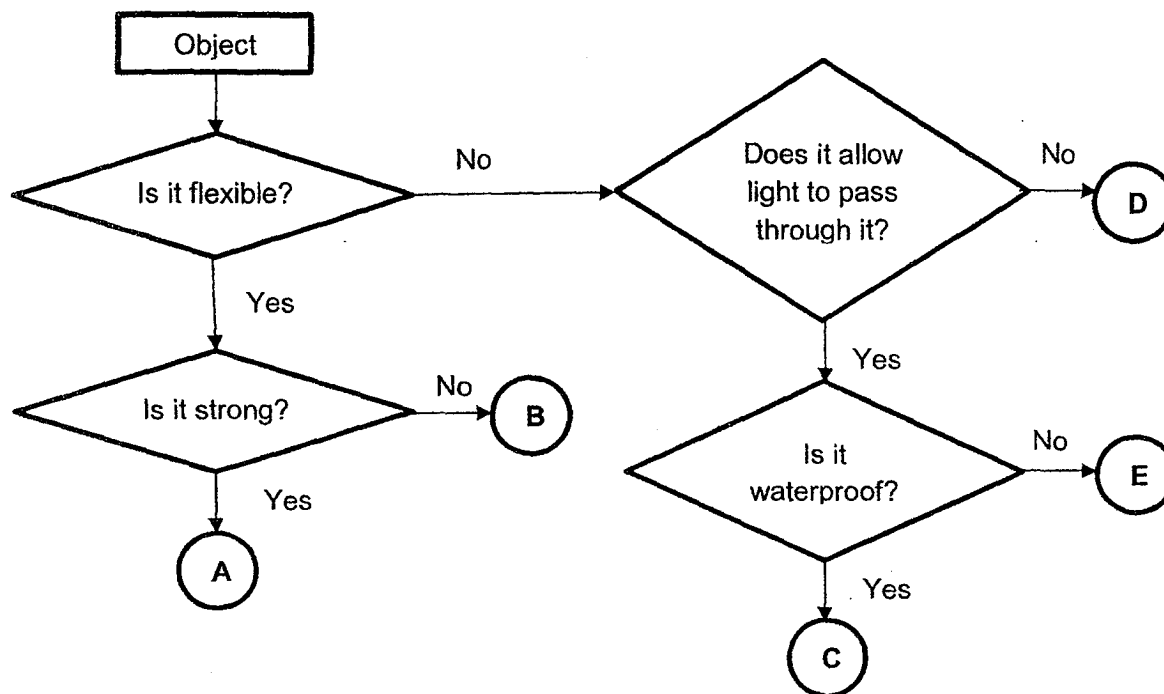 Object
Is it flexible?
No
Does it allow
light to pass
through it?
No
D
Yes
Yes
Is it strong?
No
B
Is it
waterproof?
No
E
Yes
A
Yes
C